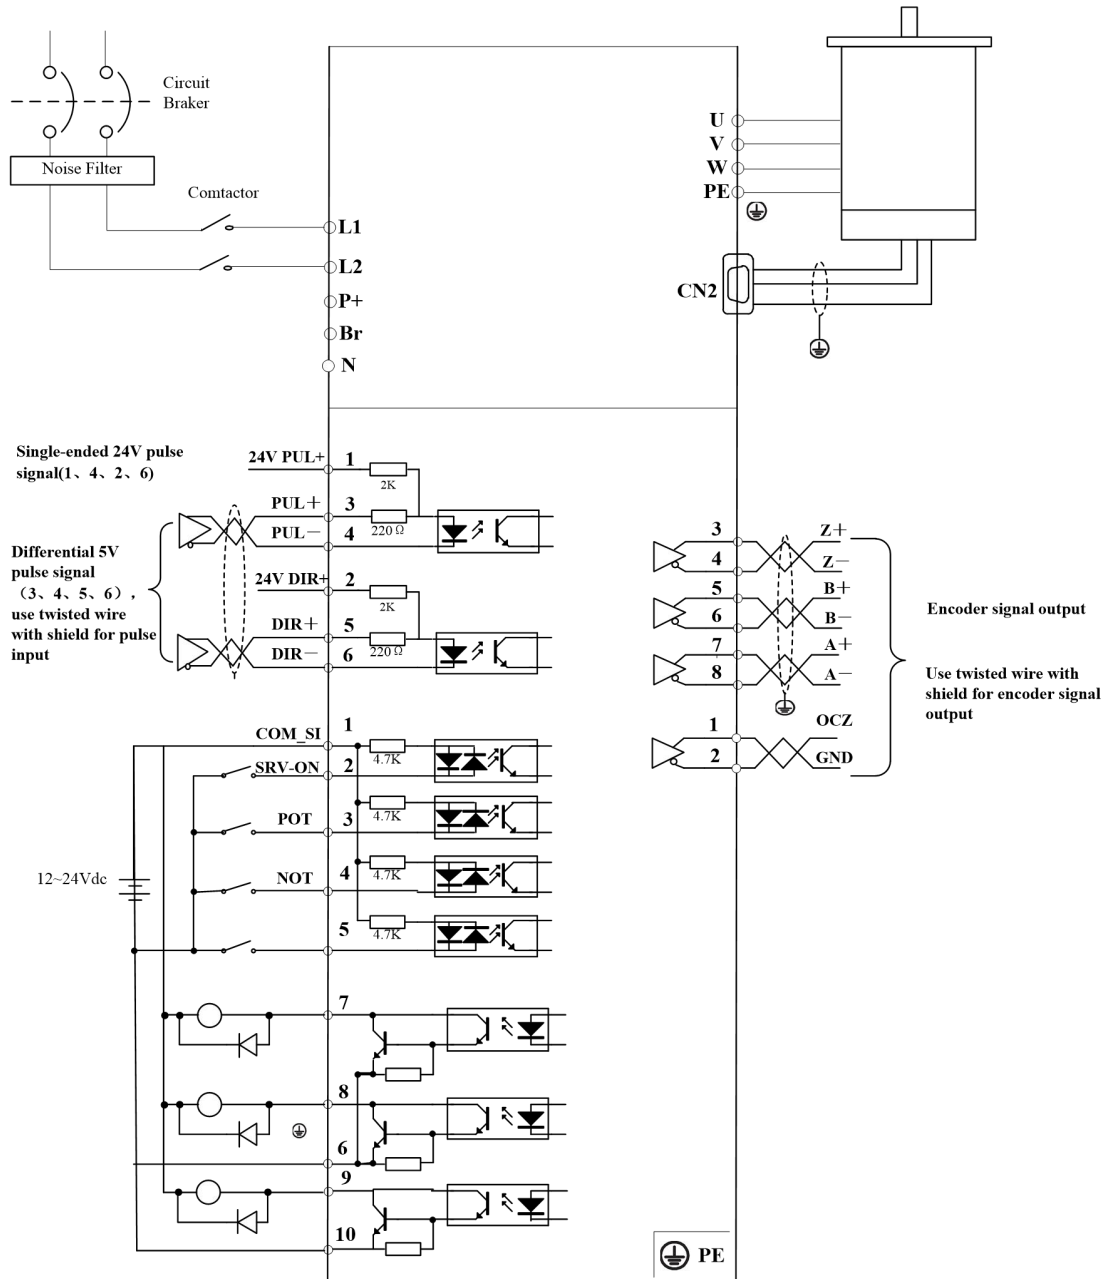 Circuit
Braker
Noise Filter
Comtactor
L1
L2
P+
Br
N
U
V
W
PE
CN2
Single-ended 24V pulse
signal(1、4、2、6)
24V PUL+
1
2K
PUL+
3
220Ω
PUL−
4
Differential 5V
pulse signal
（3、4、5、6），
use twisted wire
with shield for pulse
input
24V DIR+
2
2K
DIR+
5
220Ω
DIR−
6
3
Z+
4
Z−
5
B+
6
B−
7
A+
8
A−
1
OCZ
2
GND
Encoder signal output
Use twisted wire with
shield for encoder signal
output
COM_SI
1
4.7K
SRV-ON
2
POT
3
4.7K
NOT
4
4.7K
5
4.7K
12~24Vdc
7
8
6
9
10
PE